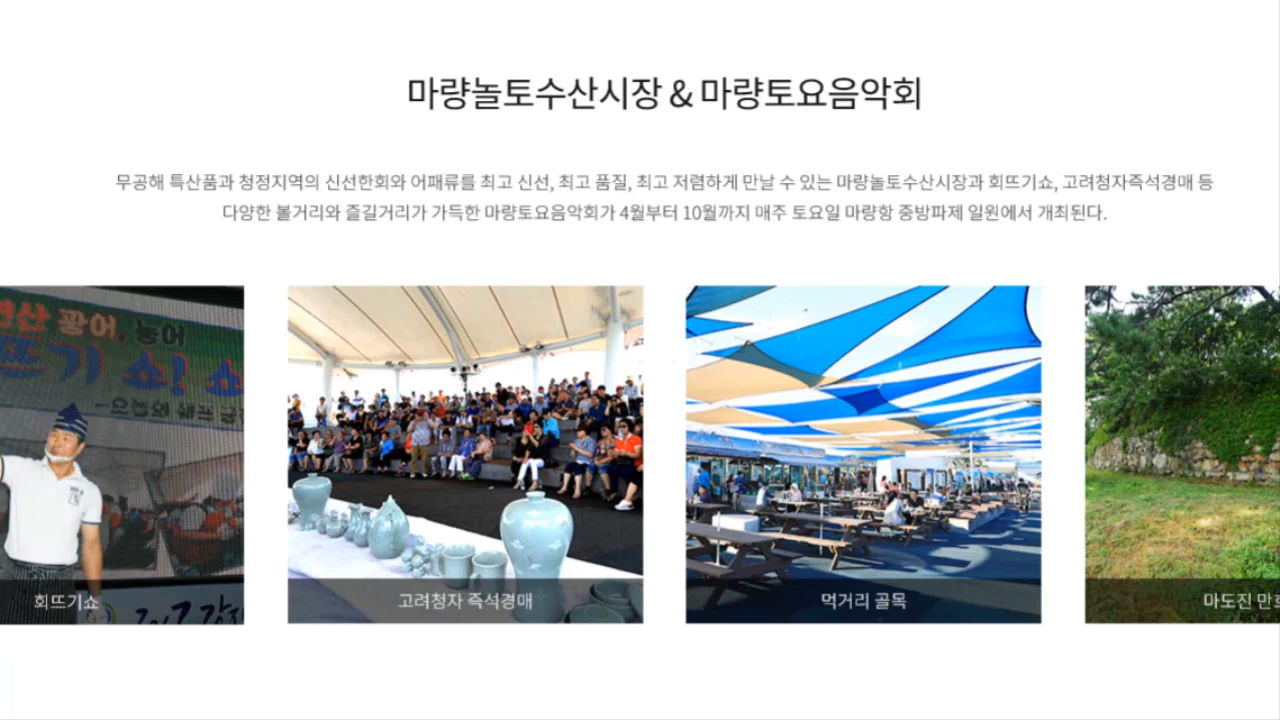 마량놀토수산시장 & 마량토요음악회
무공해 특산품과 청정지역의 신선한회와 어패류를 최고 신선, 최고 품질, 최고 저렴하게 만날 수 있는 마량놀토수산시장과 회뜨기쇼, 고려청자즉석경매 등
다양한 볼거리와 즐길거리가 가득한 마량토요음악회가 4월부터 10월까지 매주 토요일 마량항 중방파제 일원에서 개최된다.
광어, 농어
뜨기 쇼!
회뜨기쇼
고려청자 즉석경매
먹거리 골목
마도진 만